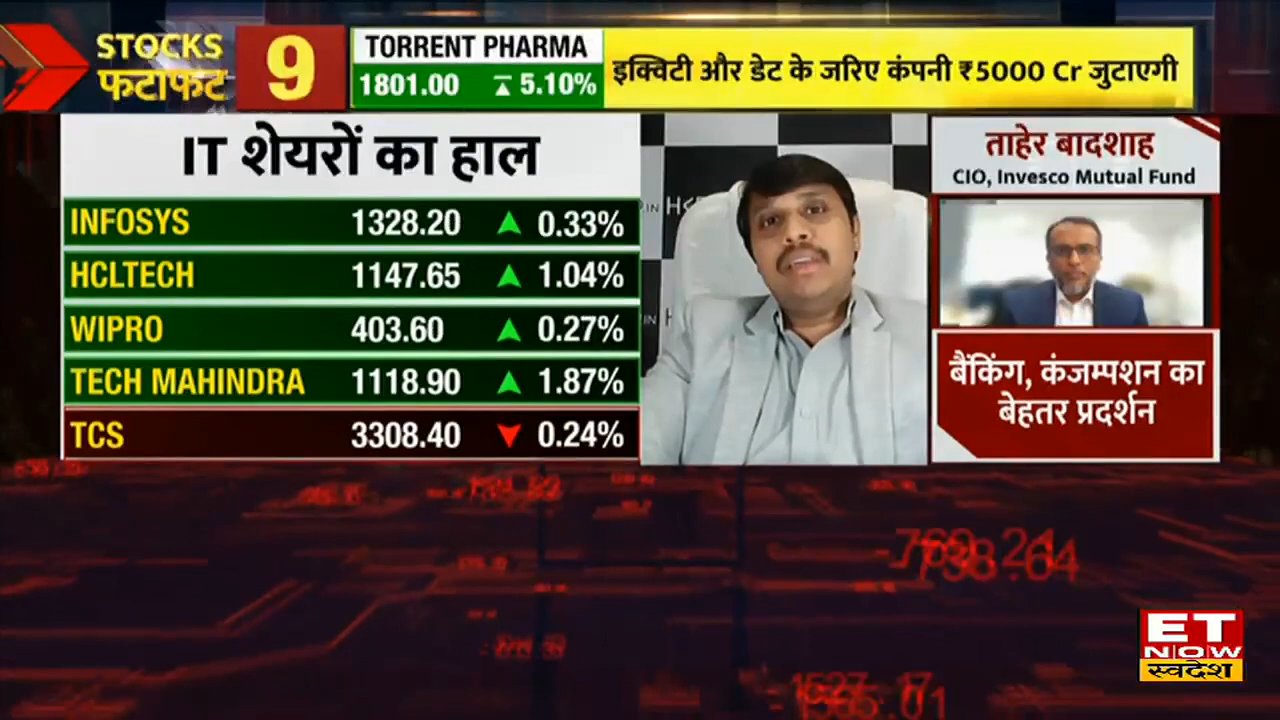 STOCKS
फटाफट
9
TORRENT PHARMA
1801.00 5.10%
इक्विटी और डेट के जरिए कंपनी ₹5000 Cr जुटाएगी
IT शेयरों का हाल
INFOSYS 1328.20 0.33%
HCLTECH 1147.65 1.04%
WIPRO 403.60 0.27%
TECH MAHINDRA 1118.90 1.87%
TCS 3308.40 0.24%
ताहेर बादशाह
CIO, Invesco Mutual Fund
बैंकिंग, कंजम्पशन का
बेहतर प्रदर्शन
ET
NOW
स्वदेश